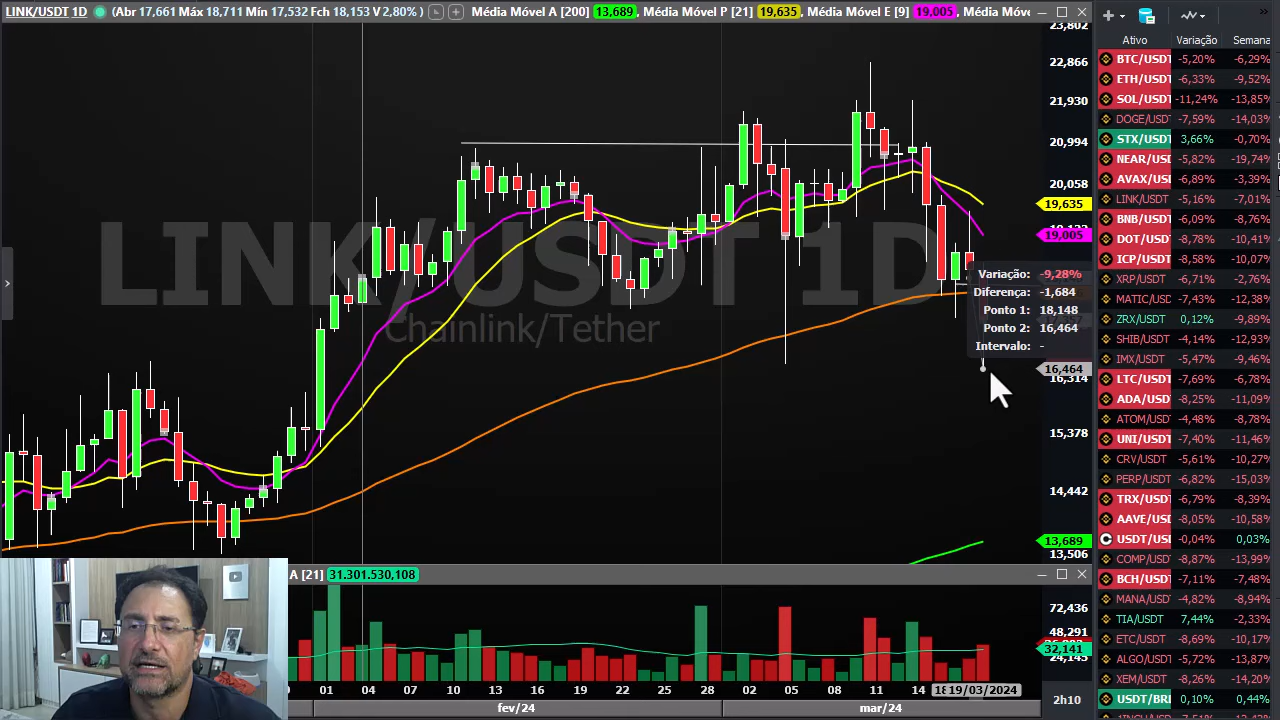 LINK/USDT 1D (Abr 17,661 Máx 18,711 Mín 17,532 Fch 18,153 V 2,80% ) Média Móvel A [200] 13,689, Média Móvel P [21] 19,635, Média Móvel E [9] 19,005, Média Móve
LINK/USDT 1D
Chainlink/Tether
23,802
22,866
21,930
20,994
20,058
19,635
19,005
16,464
16,314
15,378
14,442
13,689
13,506
Variação: -9,28%
Diferença: -1,684
Ponto 1: 18,148
Ponto 2: 16,464
Intervalo: -
A [21] 31.301.530,108
72,436
48,291
32,141
24,145
01 04 07 10 13 16 19 22 25 28 02 05 08 11 14 19/03/2024
fev/24 mar/24
2h10
Ativo Variação Semana
BTC/USDT -5,20% -6,29%
ETH/USDT -6,33% -9,52%
SOL/USDT -11,24% -13,85%
DOGE/USDT -7,59% -14,03%
STX/USDT 3,66% -0,70%
NEAR/USDT -5,82% -19,74%
AVAX/USDT -6,89% -3,39%
LINK/USDT -5,16% -7,01%
BNB/USDT -6,09% -8,76%
DOT/USDT -8,78% -10,41%
ICP/USDT -8,58% -10,07%
XRP/USDT -6,71% -2,76%
MATIC/USDT -7,43% -12,38%
ZRX/USDT 0,12% -9,89%
SHIB/USDT -4,14% -12,93%
IMX/USDT -5,47% -9,46%
LTC/USDT -7,69% -6,78%
ADA/USDT -8,25% -11,09%
ATOM/USDT -4,48% -8,78%
UNI/USDT -7,40% -11,46%
CRV/USDT -5,61% -10,27%
PERP/USDT -6,82% -15,03%
TRX/USDT -6,79% -8,39%
AAVE/USD -8,05% -10,58%
USDT/USD -0,04% 0,03%
COMP/USDT -8,87% -13,99%
BCH/USDT -7,11% -7,48%
MANA/USDT -4,82% -8,94%
TIA/USDT 7,44% -2,33%
ETC/USDT -8,69% -10,17%
ALGO/USDT -5,72% -13,87%
XEM/USDT -8,26% -14,20%
USDT/BRL 0,10% 0,44%